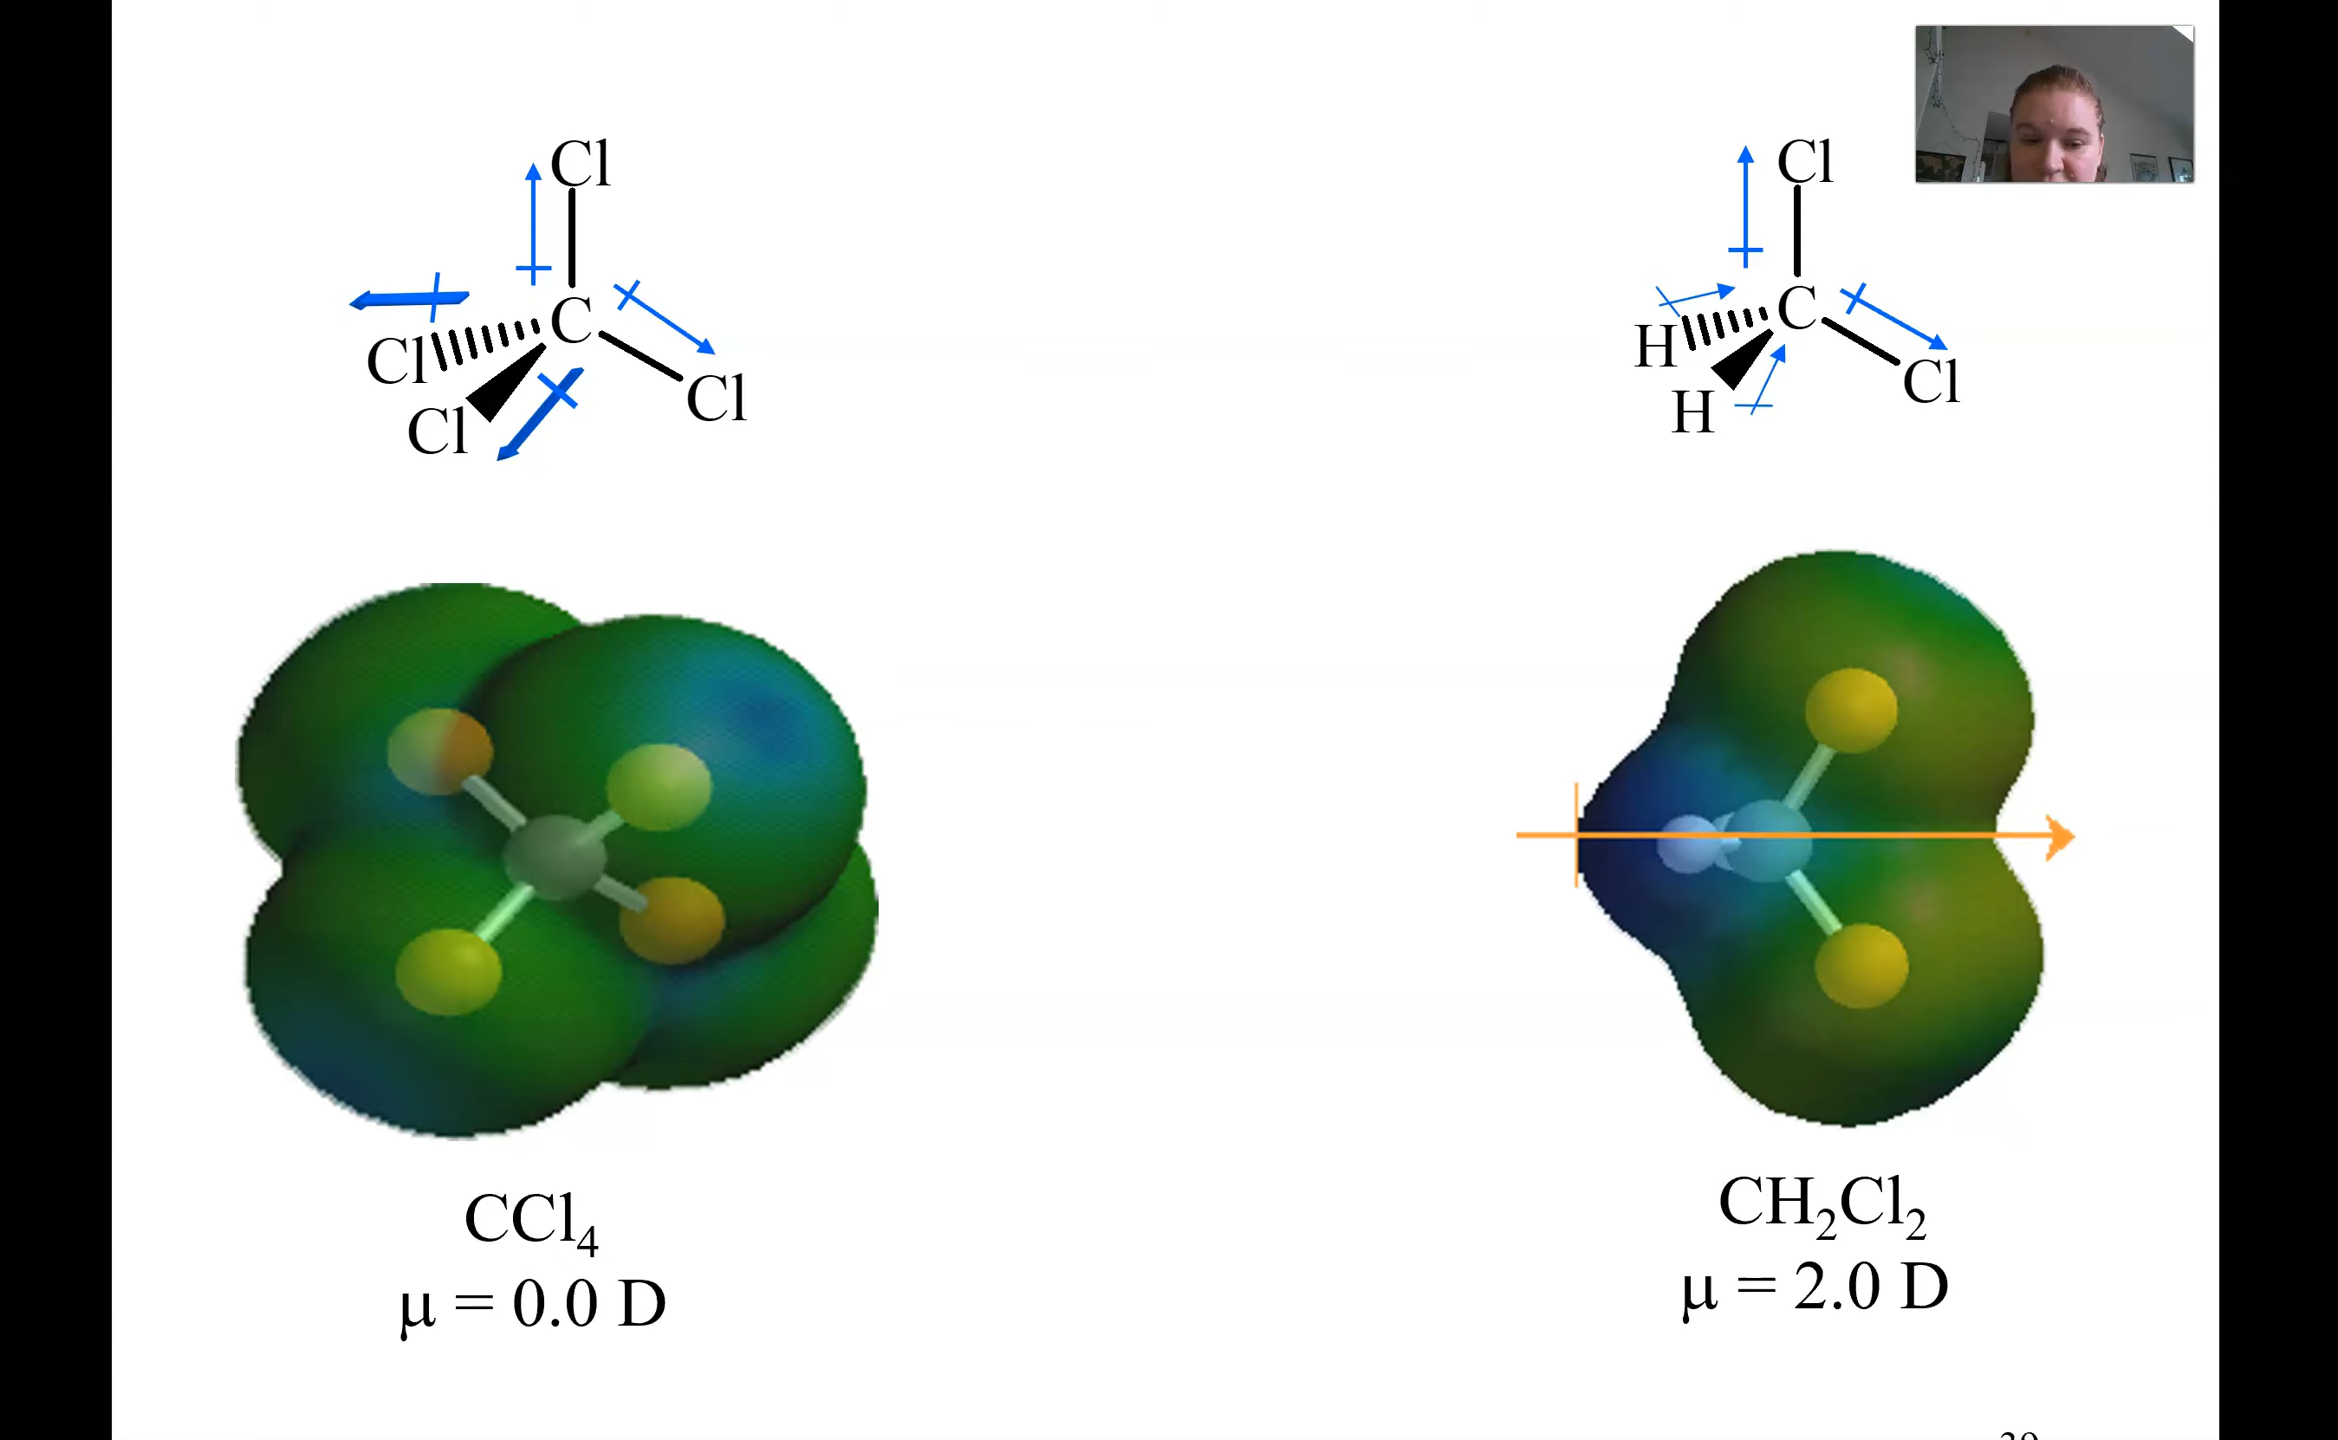 Cl
C
Cl
Cl
Cl
Cl
C
H
H
Cl
CCl₄
μ = 0.0 D
CH₂Cl₂
μ = 2.0 D